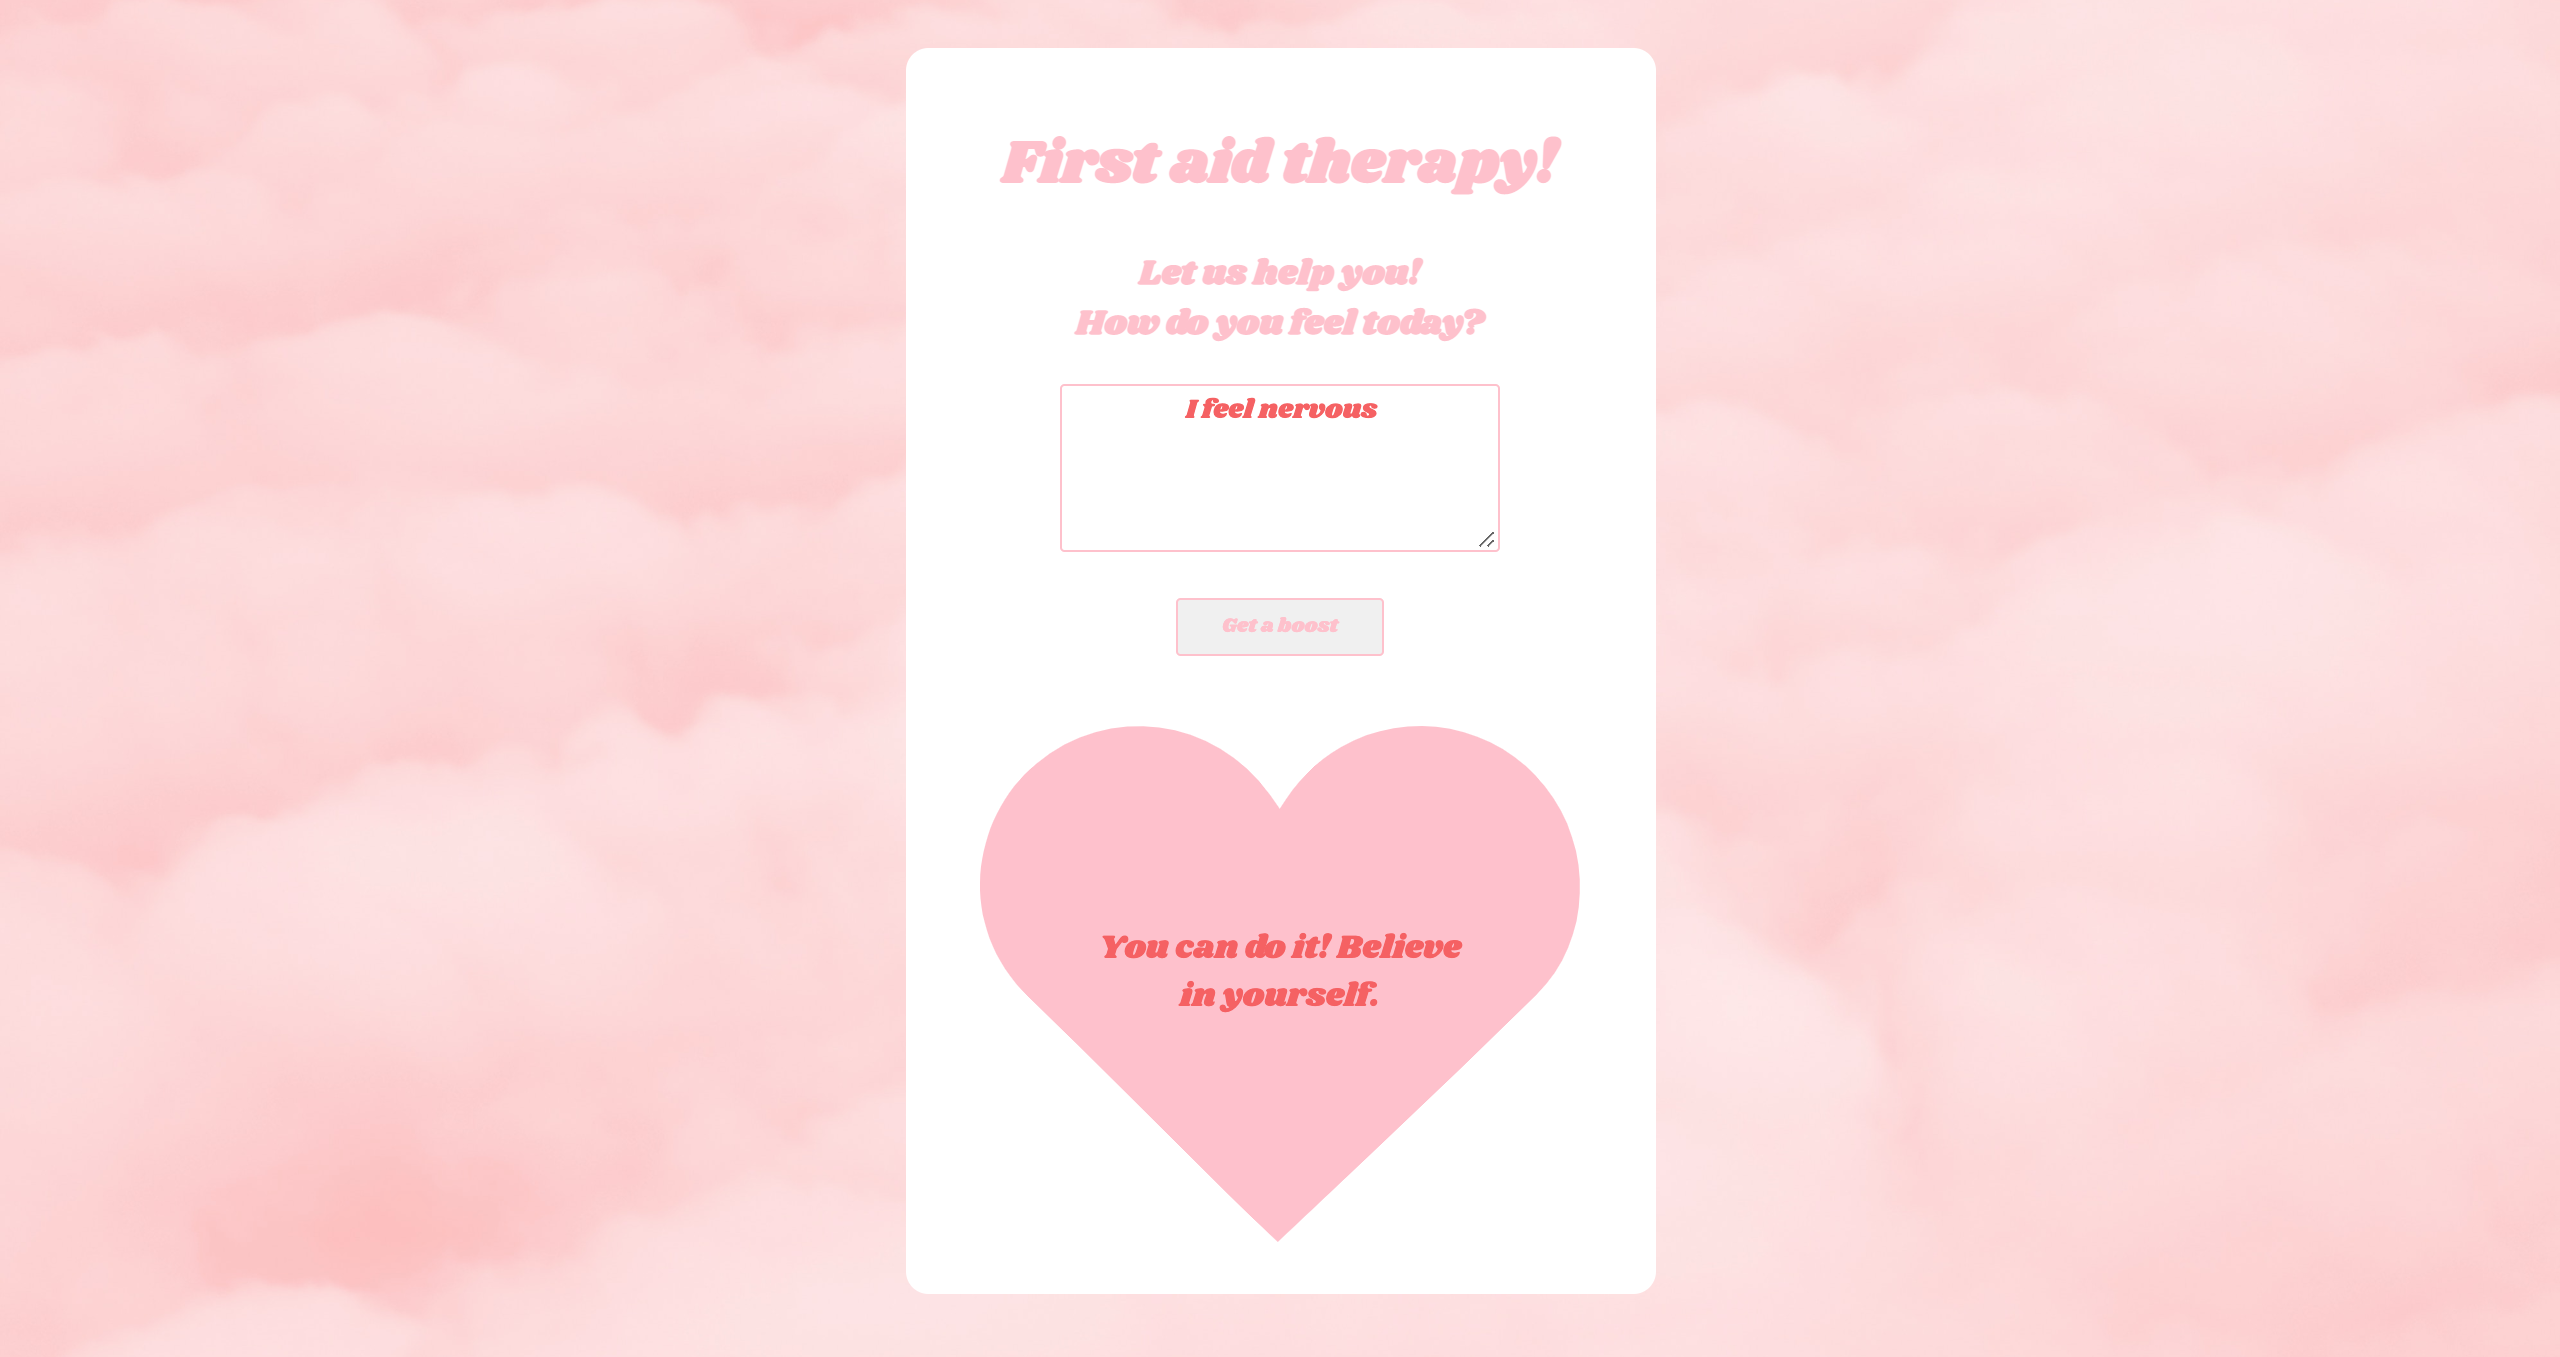 First aid therapy!
Let us help you!
How do you feel today?
I feel nervous
Get a boost
You can do it! Believe
in yourself.